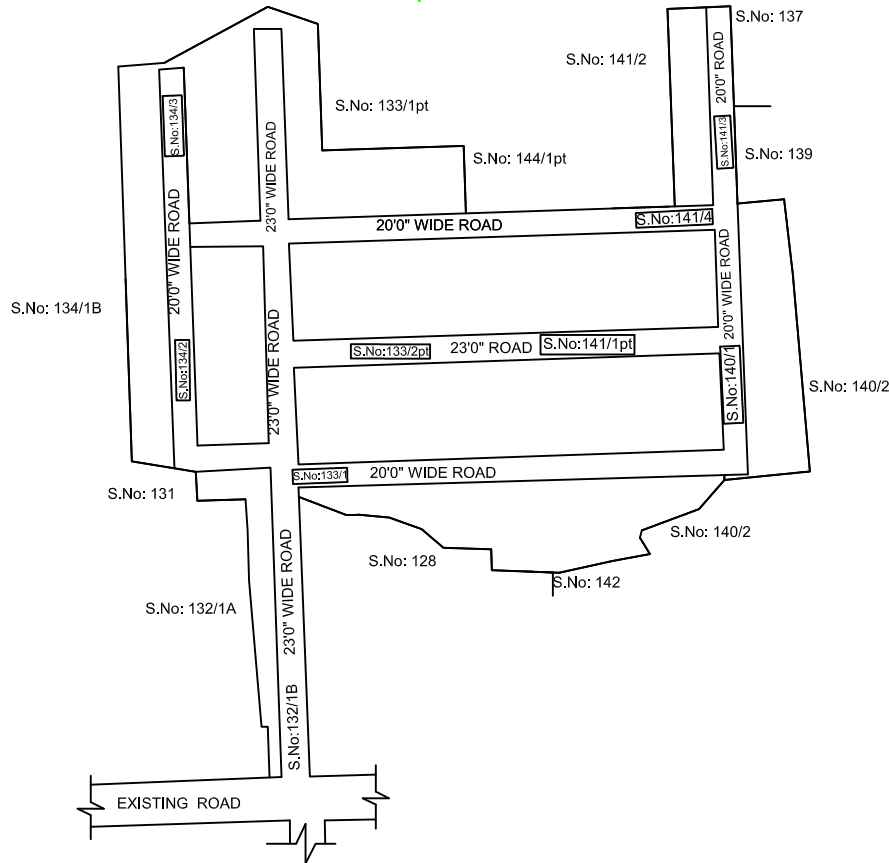 S.No: 137
20'0" ROAD
S.No: 141/2
S.No: 133/1pt
S.No:134/3
S.No:141/3
S.No: 139
S.No: 144/1pt
23'0" WIDE ROAD
20'0" WIDE ROAD
S.No:141/4
20'0" WIDE ROAD
20'0" WIDE ROAD
S.No: 134/1B
S.No:134/2
23'0" WIDE ROAD
S.No:133/2pt
23'0" ROAD
S.No:141/1pt
S.No:140/1
S.No: 140/2
S.No:133/1
20'0" WIDE ROAD
S.No: 131
S.No: 140/2
S.No: 128
S.No: 142
23'0" WIDE ROAD
S.No: 132/1A
S.No:132/1B
EXISTING ROAD